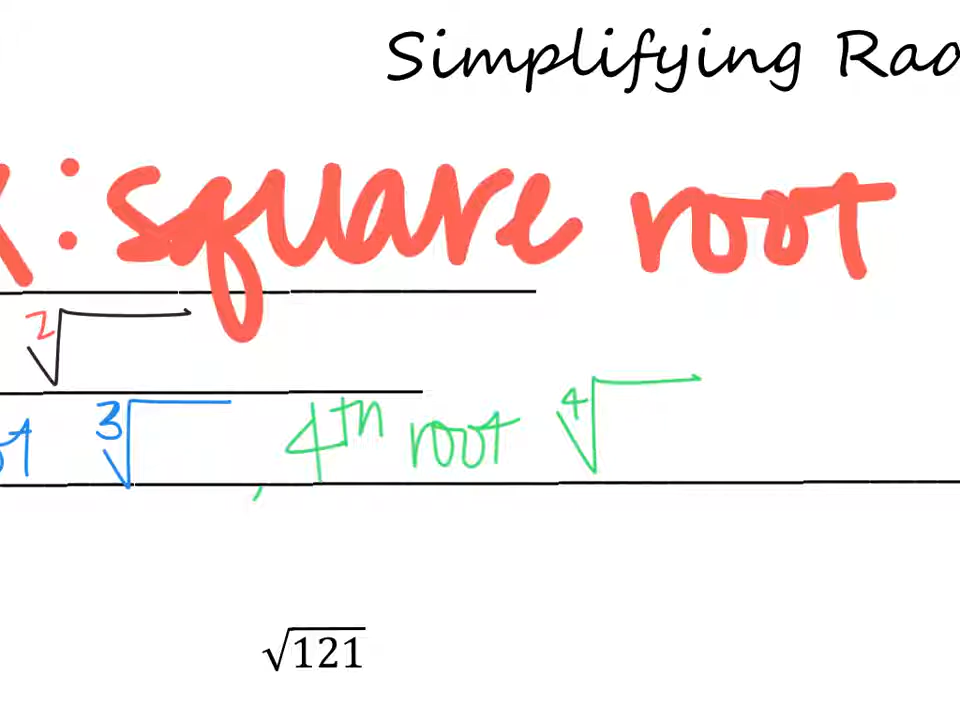 Simplifying Rad
: square root
²√
³√ , 4th root ⁴√
√121